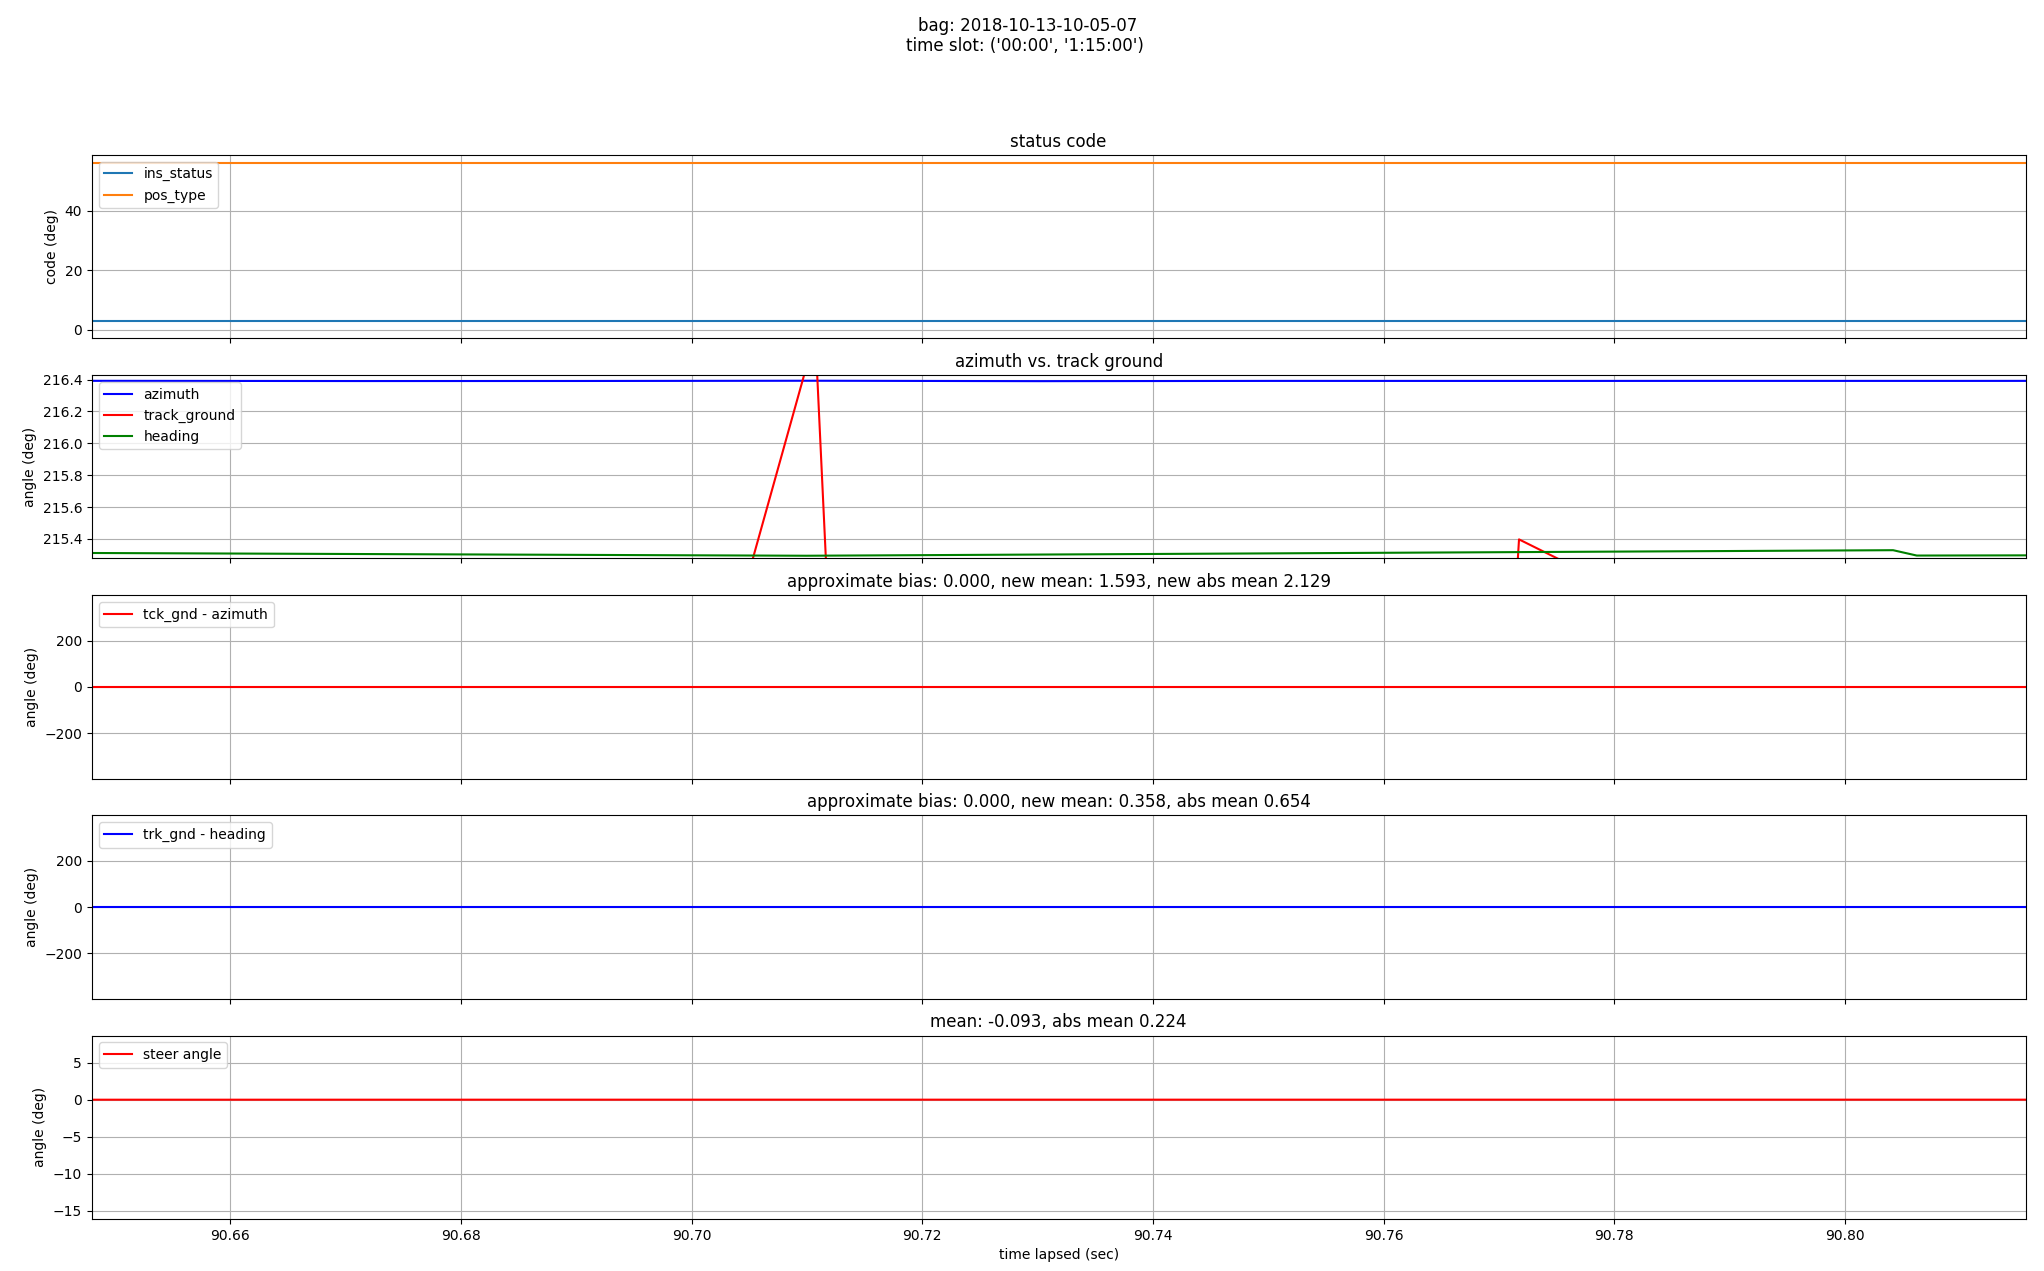 bag: 2018-10-13-10-05-07
time slot: ('00:00', '1:15:00')
status code
ins_status
pos_type
code (deg)
40
20
0
azimuth vs. track ground
azimuth
track_ground
heading
angle (deg)
216.4
216.2
216.0
215.8
215.6
215.4
approximate bias: 0.000, new mean: 1.593, new abs mean 2.129
tck_gnd - azimuth
angle (deg)
200
0
−200
approximate bias: 0.000, new mean: 0.358, abs mean 0.654
trk_gnd - heading
angle (deg)
200
0
−200
mean: -0.093, abs mean 0.224
steer angle
angle (deg)
5
0
−5
−10
−15
90.66 90.68 90.70 90.72 90.74 90.76 90.78 90.80
time lapsed (sec)